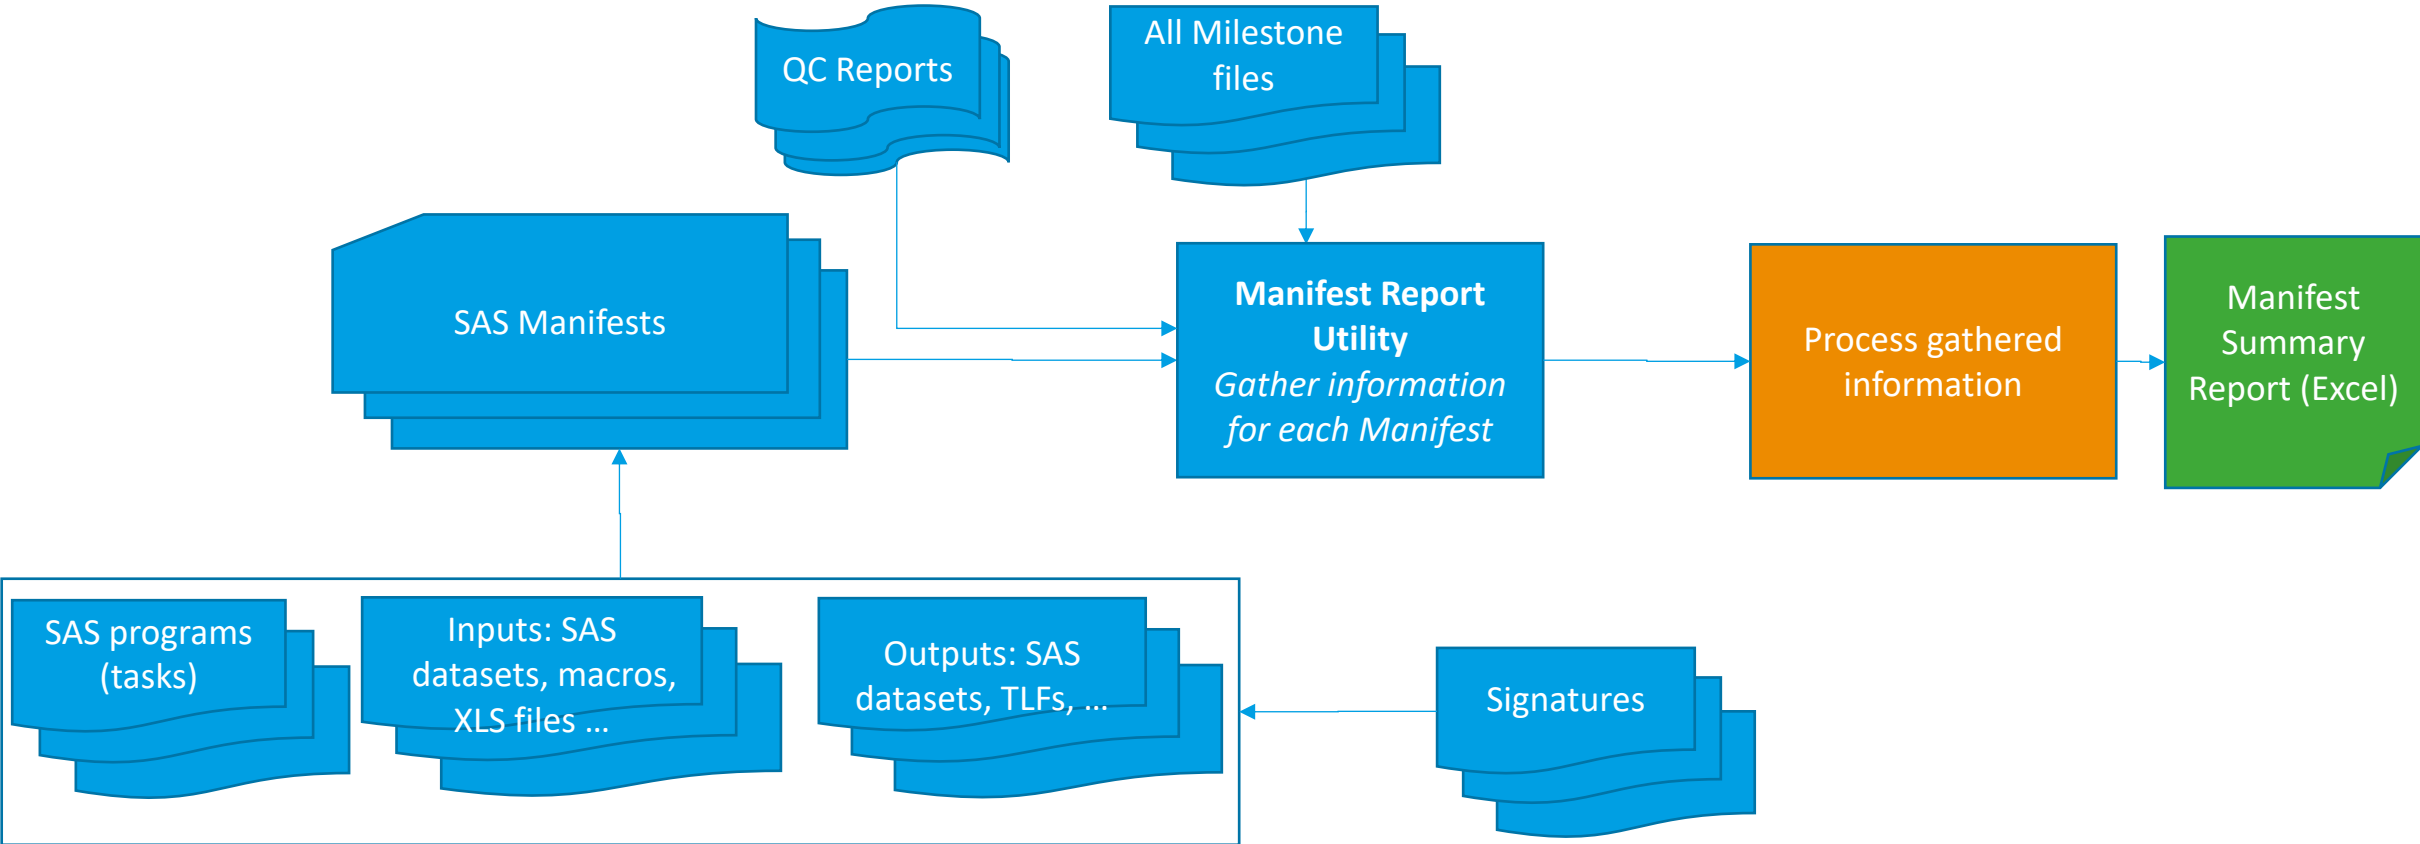 QC Reports
All Milestone
files
SAS Manifests
Manifest Report
Utility
Gather information
for each Manifest
Process gathered
information
Manifest
Summary
Report (Excel)
SAS programs
(tasks)
Inputs: SAS
datasets, macros,
XLS files ...
Outputs: SAS
datasets, TLFs, ...
Signatures